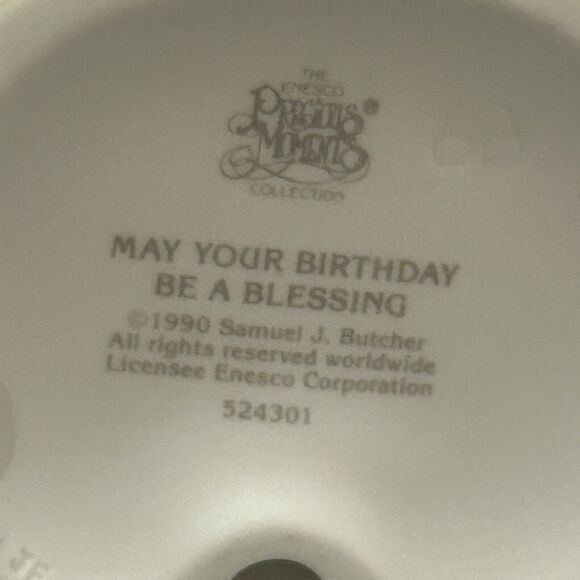 THE
ENESCO
PRECIOUS®
MOMENTS
COLLECTION
MAY YOUR BIRTHDAY
BE A BLESSING
©1990 Samuel J. Butcher
All rights reserved worldwide
Licensee Enesco Corporation
524301